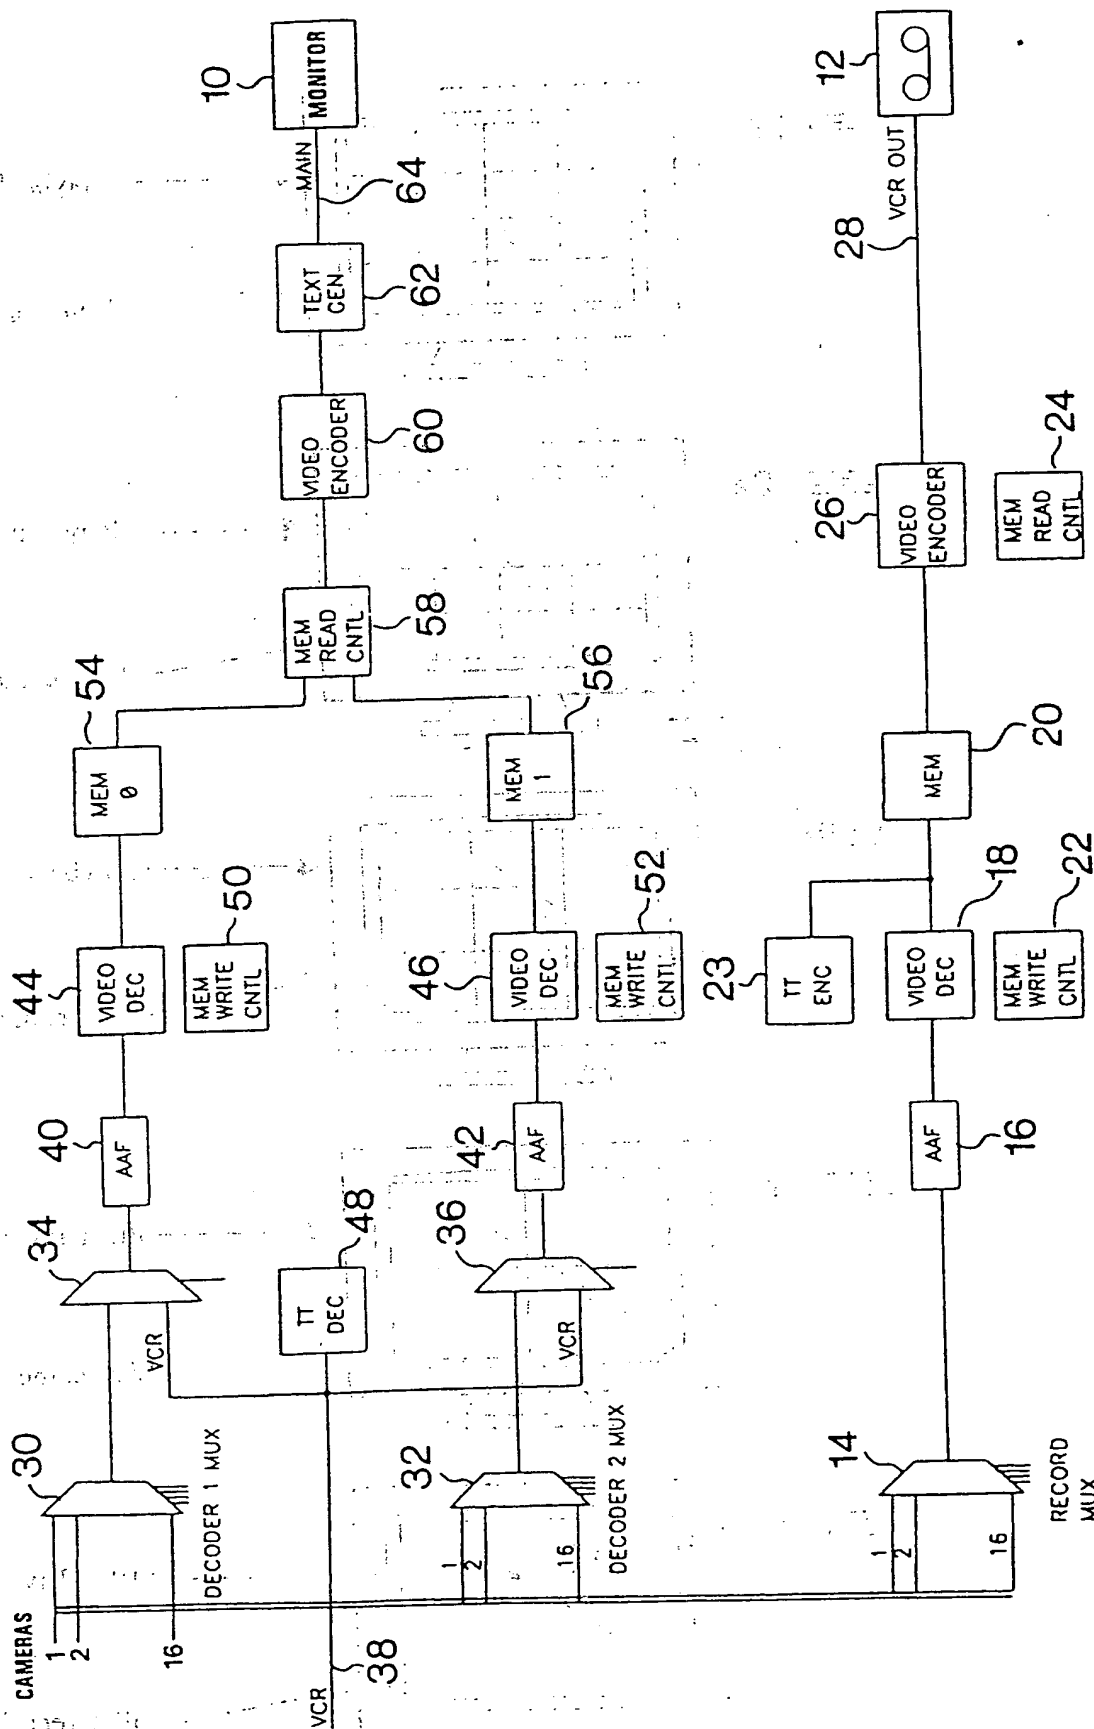 CAMERAS
1
2
16
30
DECODER 1 MUX
34
VCR
40
AAF
44
VIDEO
DEC
50
MEM
WRITE
CNTL
54
MEM
0
VCR
38
TT
DEC
48
58
MEM
READ
CNTL
60
VIDEO
ENCODER
62
TEXT
GEN
MAIN
64
10
MONITOR
1
2
16
32
DECODER 2 MUX
36
VCR
42
AAF
46
VIDEO
DEC
52
MEM
WRITE
CNTL
56
MEM
1
1
2
16
14
RECORD
MUX
AAF
16
23
TT
ENC
VIDEO
DEC
18
MEM
WRITE
CNTL
22
MEM
20
26
VIDEO
ENCODER
MEM
READ
CNTL
24
28
VCR OUT
12